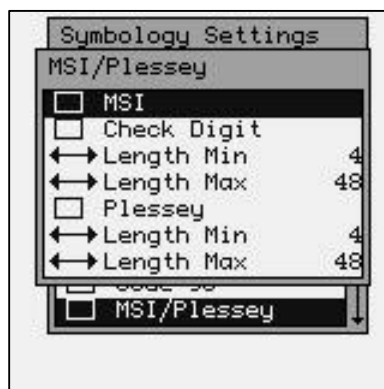 Symbology Settings
MSI/Plessey
MSI
Check Digit
Length Min 4
Length Max 48
Plessey
Length Min 4
Length Max 48
MSI/Plessey